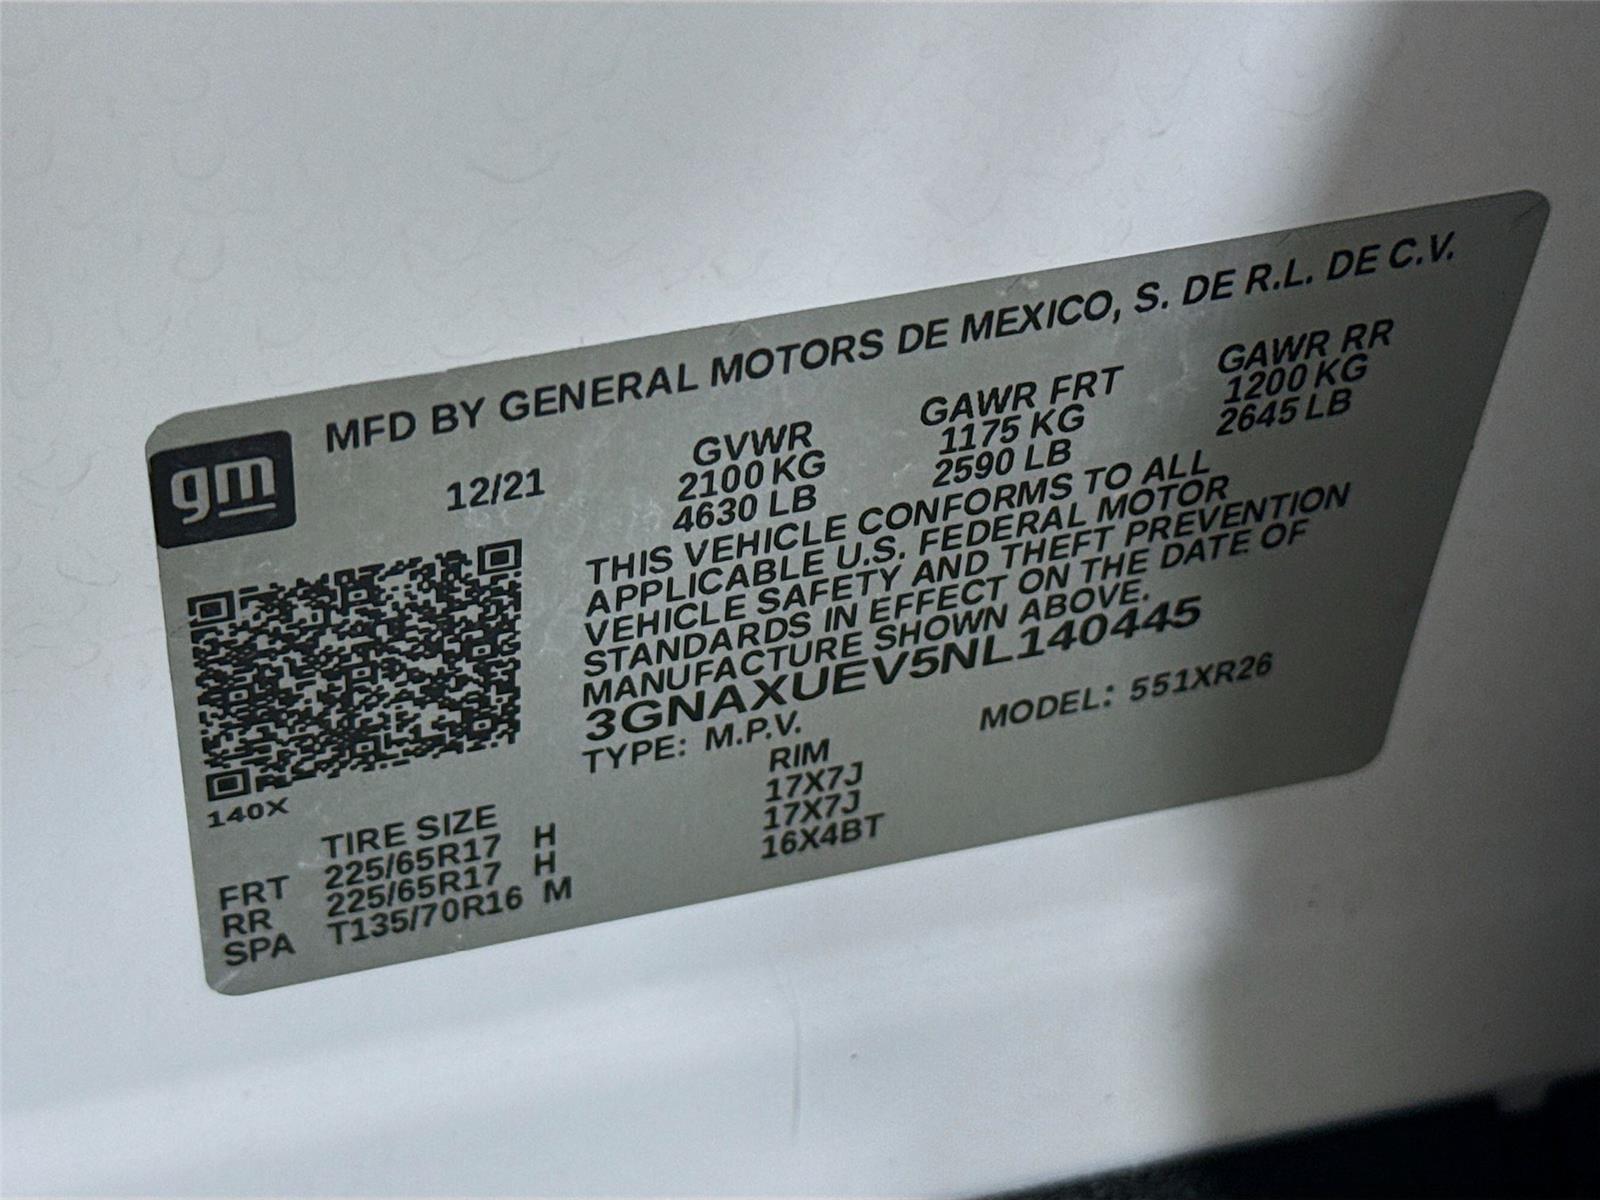 MFD BY GENERAL MOTORS DE MEXICO, S. DE R.L. DE C.V.
gm
12/21
GVWR GAWR FRT GAWR RR
2100 KG 1175 KG 1200 KG
4630 LB 2590 LB 2645 LB
THIS VEHICLE CONFORMS TO ALL
APPLICABLE U.S. FEDERAL MOTOR
VEHICLE SAFETY AND THEFT PREVENTION
STANDARDS IN EFFECT ON THE DATE OF
MANUFACTURE SHOWN ABOVE.
3GNAXUEV5NL140445
TYPE: M.P.V. MODEL: 551XR26
140X
TIRE SIZE RIM
FRT 225/65R17 H 17X7J
RR 225/65R17 H 17X7J
SPA T135/70R16 M 16X4BT